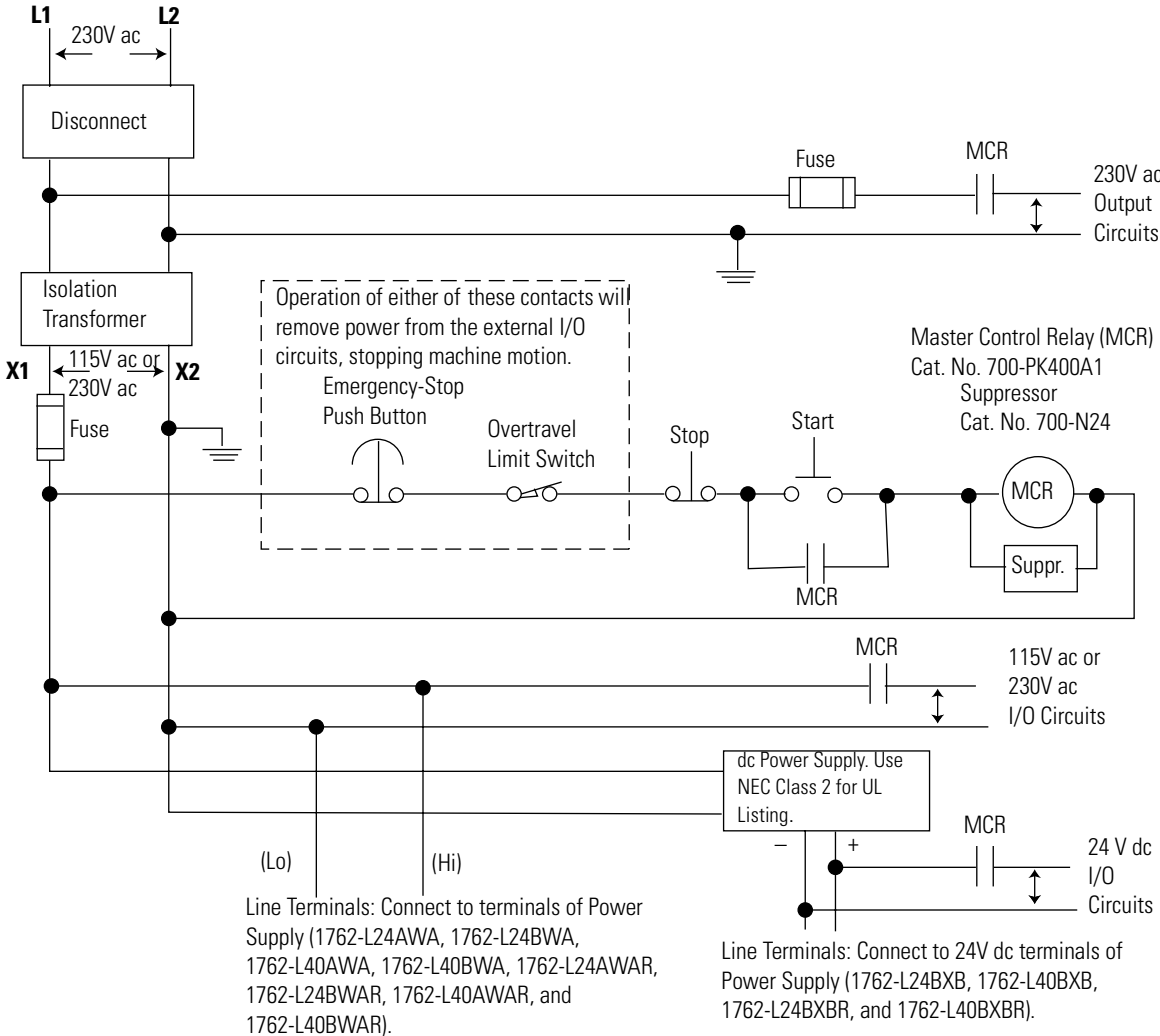 L1
L2
230V ac
Disconnect
Fuse
MCR
230V ac
Output
Circuits
Isolation
Transformer
Operation of either of these contacts will
remove power from the external I/O
circuits, stopping machine motion.
Emergency-Stop
Push Button
Overtravel
Limit Switch
Stop
Start
Master Control Relay (MCR)
Cat. No. 700-PK400A1
Suppressor
Cat. No. 700-N24
X1
115V ac or
230V ac
X2
Fuse
MCR
Suppr.
MCR
MCR
115V ac or
230V ac
I/O Circuits
dc Power Supply. Use
NEC Class 2 for UL
Listing.
–
+
MCR
24 V dc
I/O
Circuits
(Lo)
(Hi)
Line Terminals: Connect to terminals of Power
Supply (1762-L24AWA, 1762-L24BWA,
1762-L40AWA, 1762-L40BWA, 1762-L24AWAR,
1762-L24BWAR, 1762-L40AWAR, and
1762-L40BWAR).
Line Terminals: Connect to 24V dc terminals of
Power Supply (1762-L24BXB, 1762-L40BXB,
1762-L24BXBR, and 1762-L40BXBR).